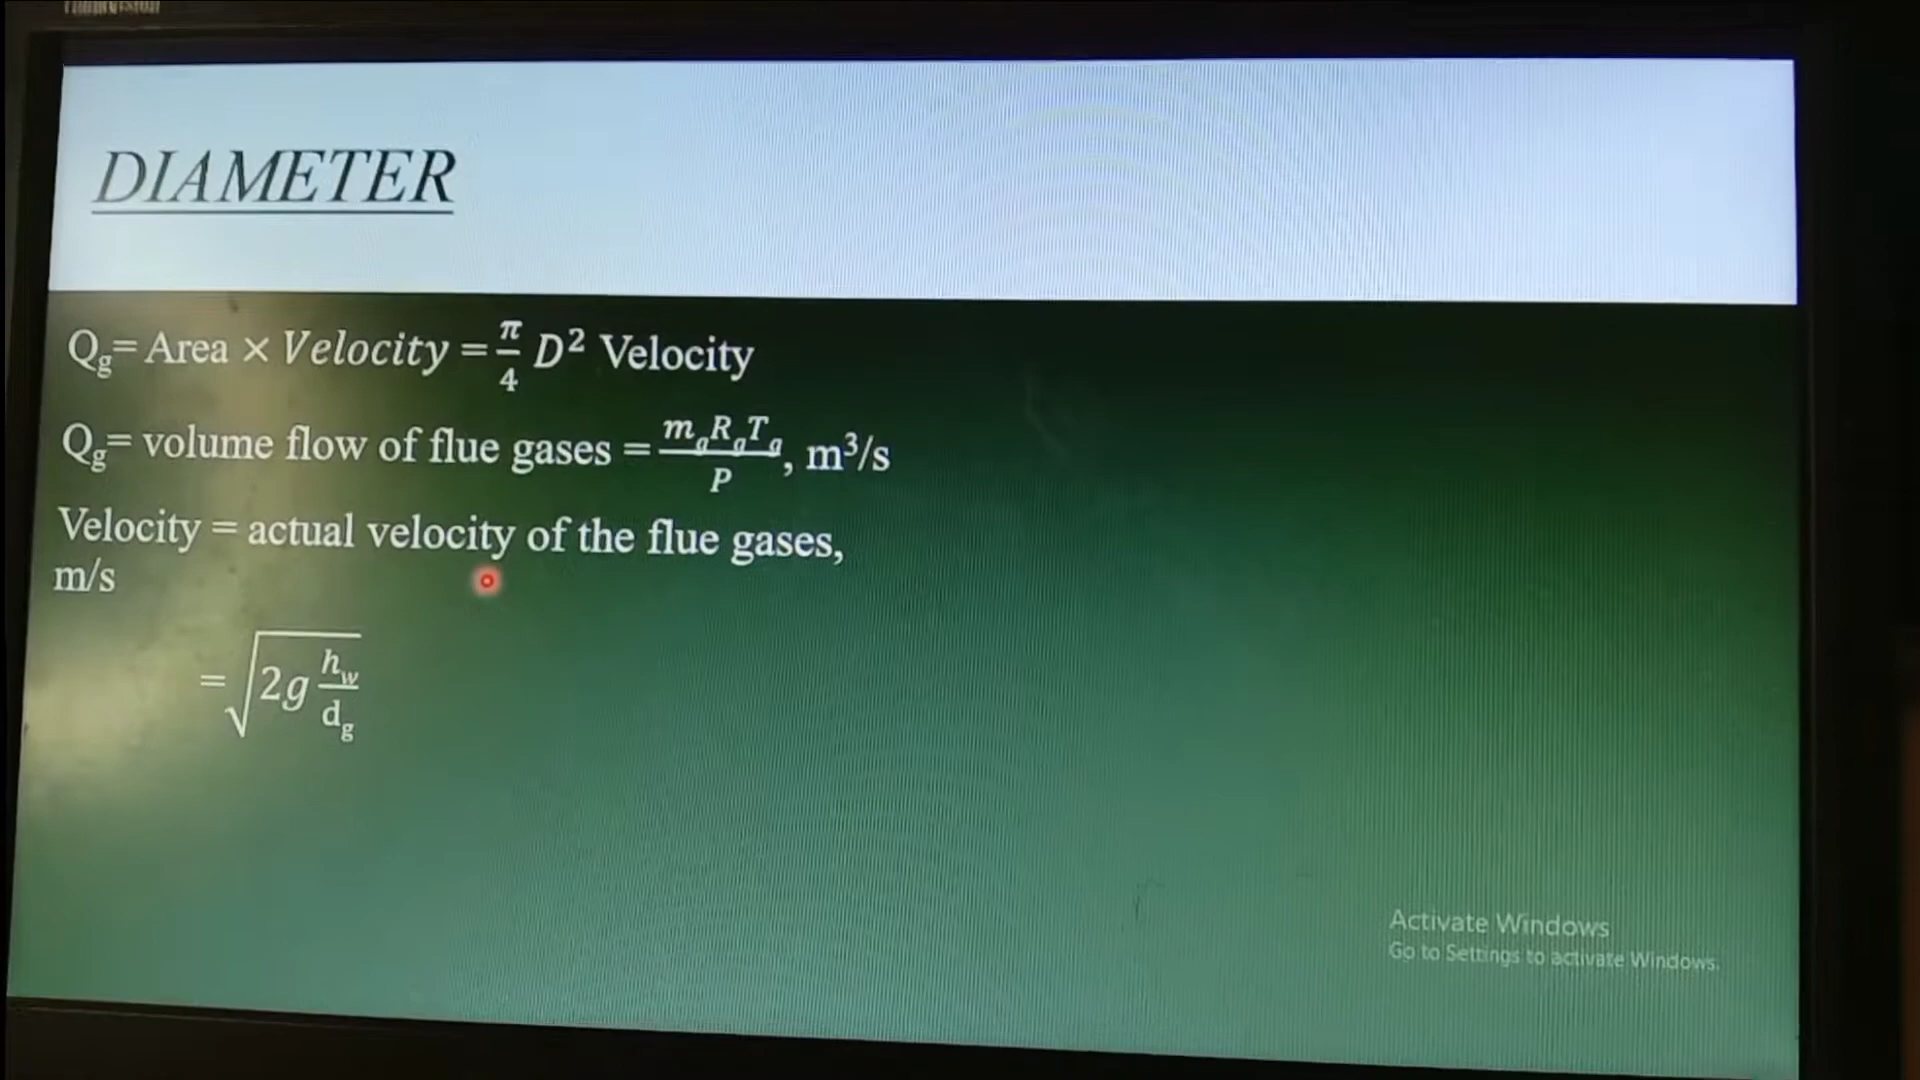 DIAMETER
Qg= Area × Velocity = π/4 D² Velocity
Qg= volume flow of flue gases = mgRgTg/P, m³/s
Velocity = actual velocity of the flue gases,
m/s
= √(2g hw/dg)
Activate Windows
Go to Settings to activate Windows.